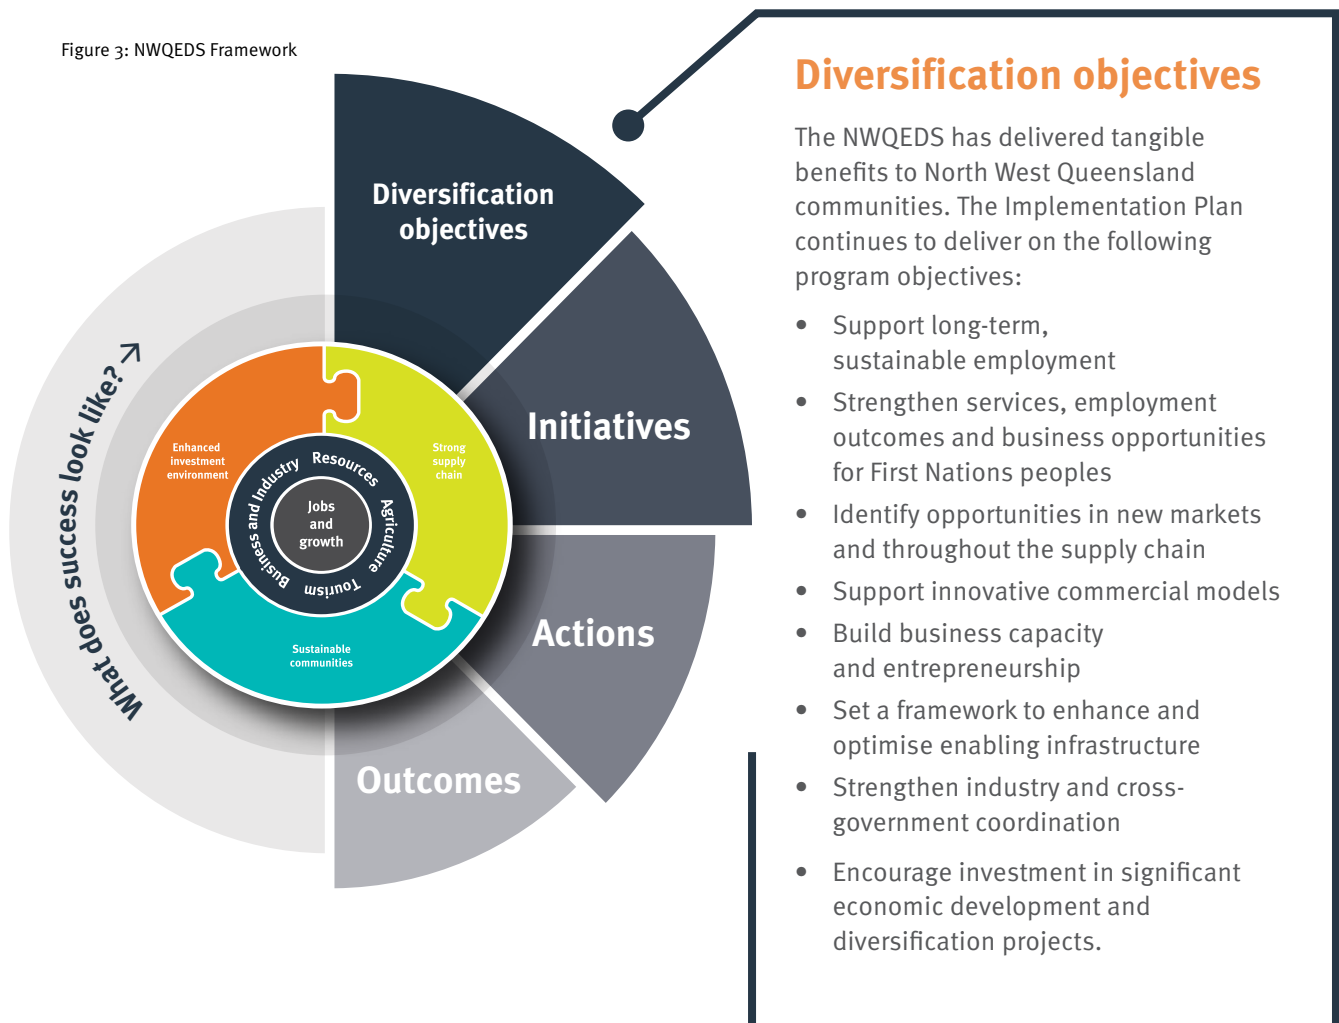 Figure 3: NWQEDS Framework
Diversification
objectives
Initiatives
Actions
Outcomes
What does success look like? →
Enhanced
investment
environment
Strong
supply
chain
Sustainable
communities
Business and Industry
Resources
Agriculture
Tourism
Jobs
and
growth
Diversification objectives
The NWQEDS has delivered tangible
benefits to North West Queensland
communities. The Implementation Plan
continues to deliver on the following
program objectives:
• Support long-term,
sustainable employment
• Strengthen services, employment
outcomes and business opportunities
for First Nations peoples
• Identify opportunities in new markets
and throughout the supply chain
• Support innovative commercial models
• Build business capacity
and entrepreneurship
• Set a framework to enhance and
optimise enabling infrastructure
• Strengthen industry and cross-
government coordination
• Encourage investment in significant
economic development and
diversification projects.